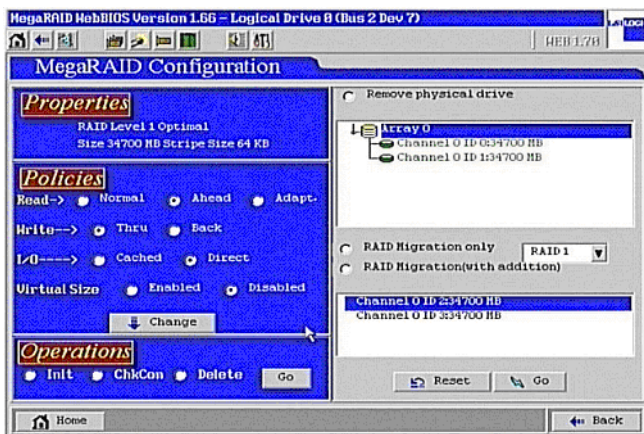 MegaRAID WebBIOS Version 1.66 - Logical Drive 0 (Bus 2 Dev 7)
LSI LOGIC
WEB 1.70
MegaRAID Configuration
Properties
RAID Level 1 Optimal
Size 34700 MB Stripe Size 64 KB
Policies
Read-> Normal Ahead Adapt.
Write--> Thru Back
I/O----> Cached Direct
Virtual Size Enabled Disabled
Change
Operations
Init ChkCon Delete Go
Remove physical drive
Array 0
Channel 0 ID 0:34700 MB
Channel 0 ID 1:34700 MB
RAID Migration only RAID 1
RAID Migration(with addition)
Channel 0 ID 2:34700 MB
Channel 0 ID 3:34700 MB
Reset Go
Home Back